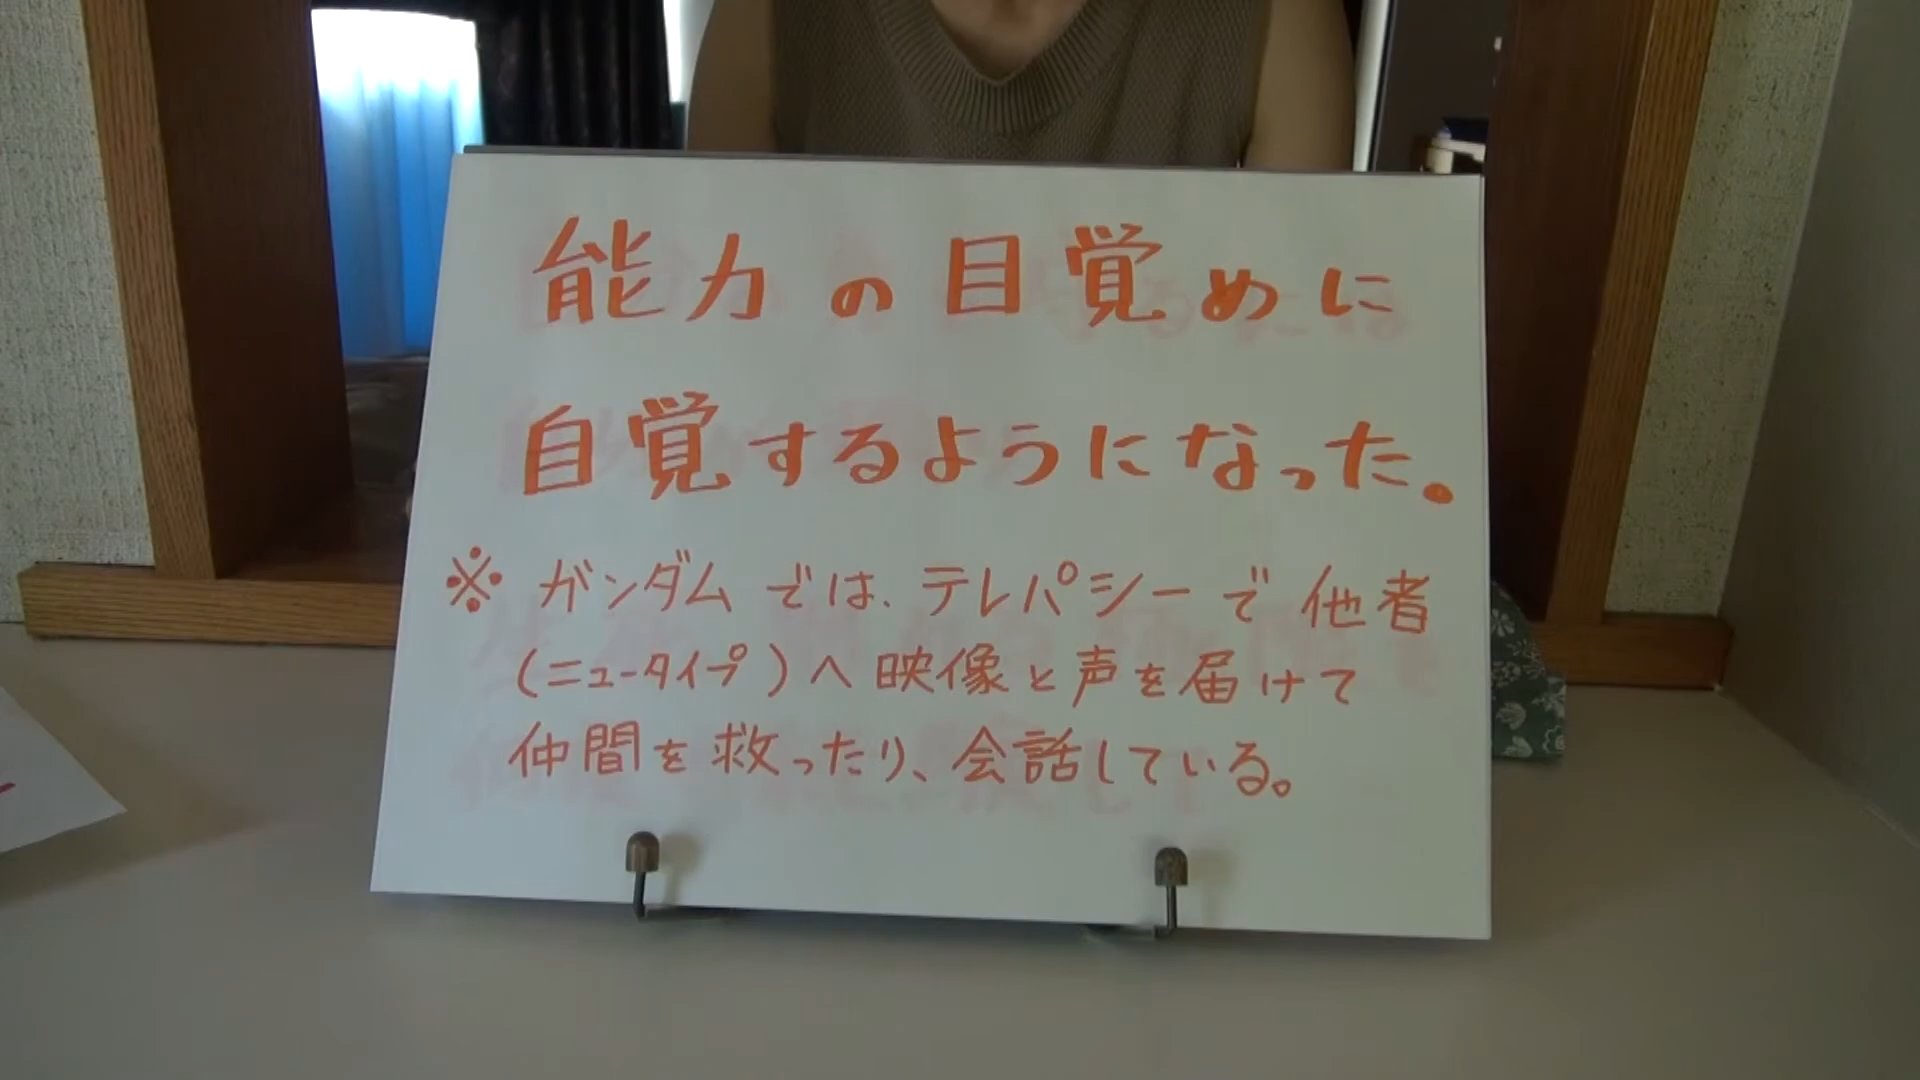 能力の目覚めに
自覚するようになった。
※ ガンダムでは、テレパシーで他者
(ニュータイプ)へ映像と声を届けて
仲間を救ったり、会話している。